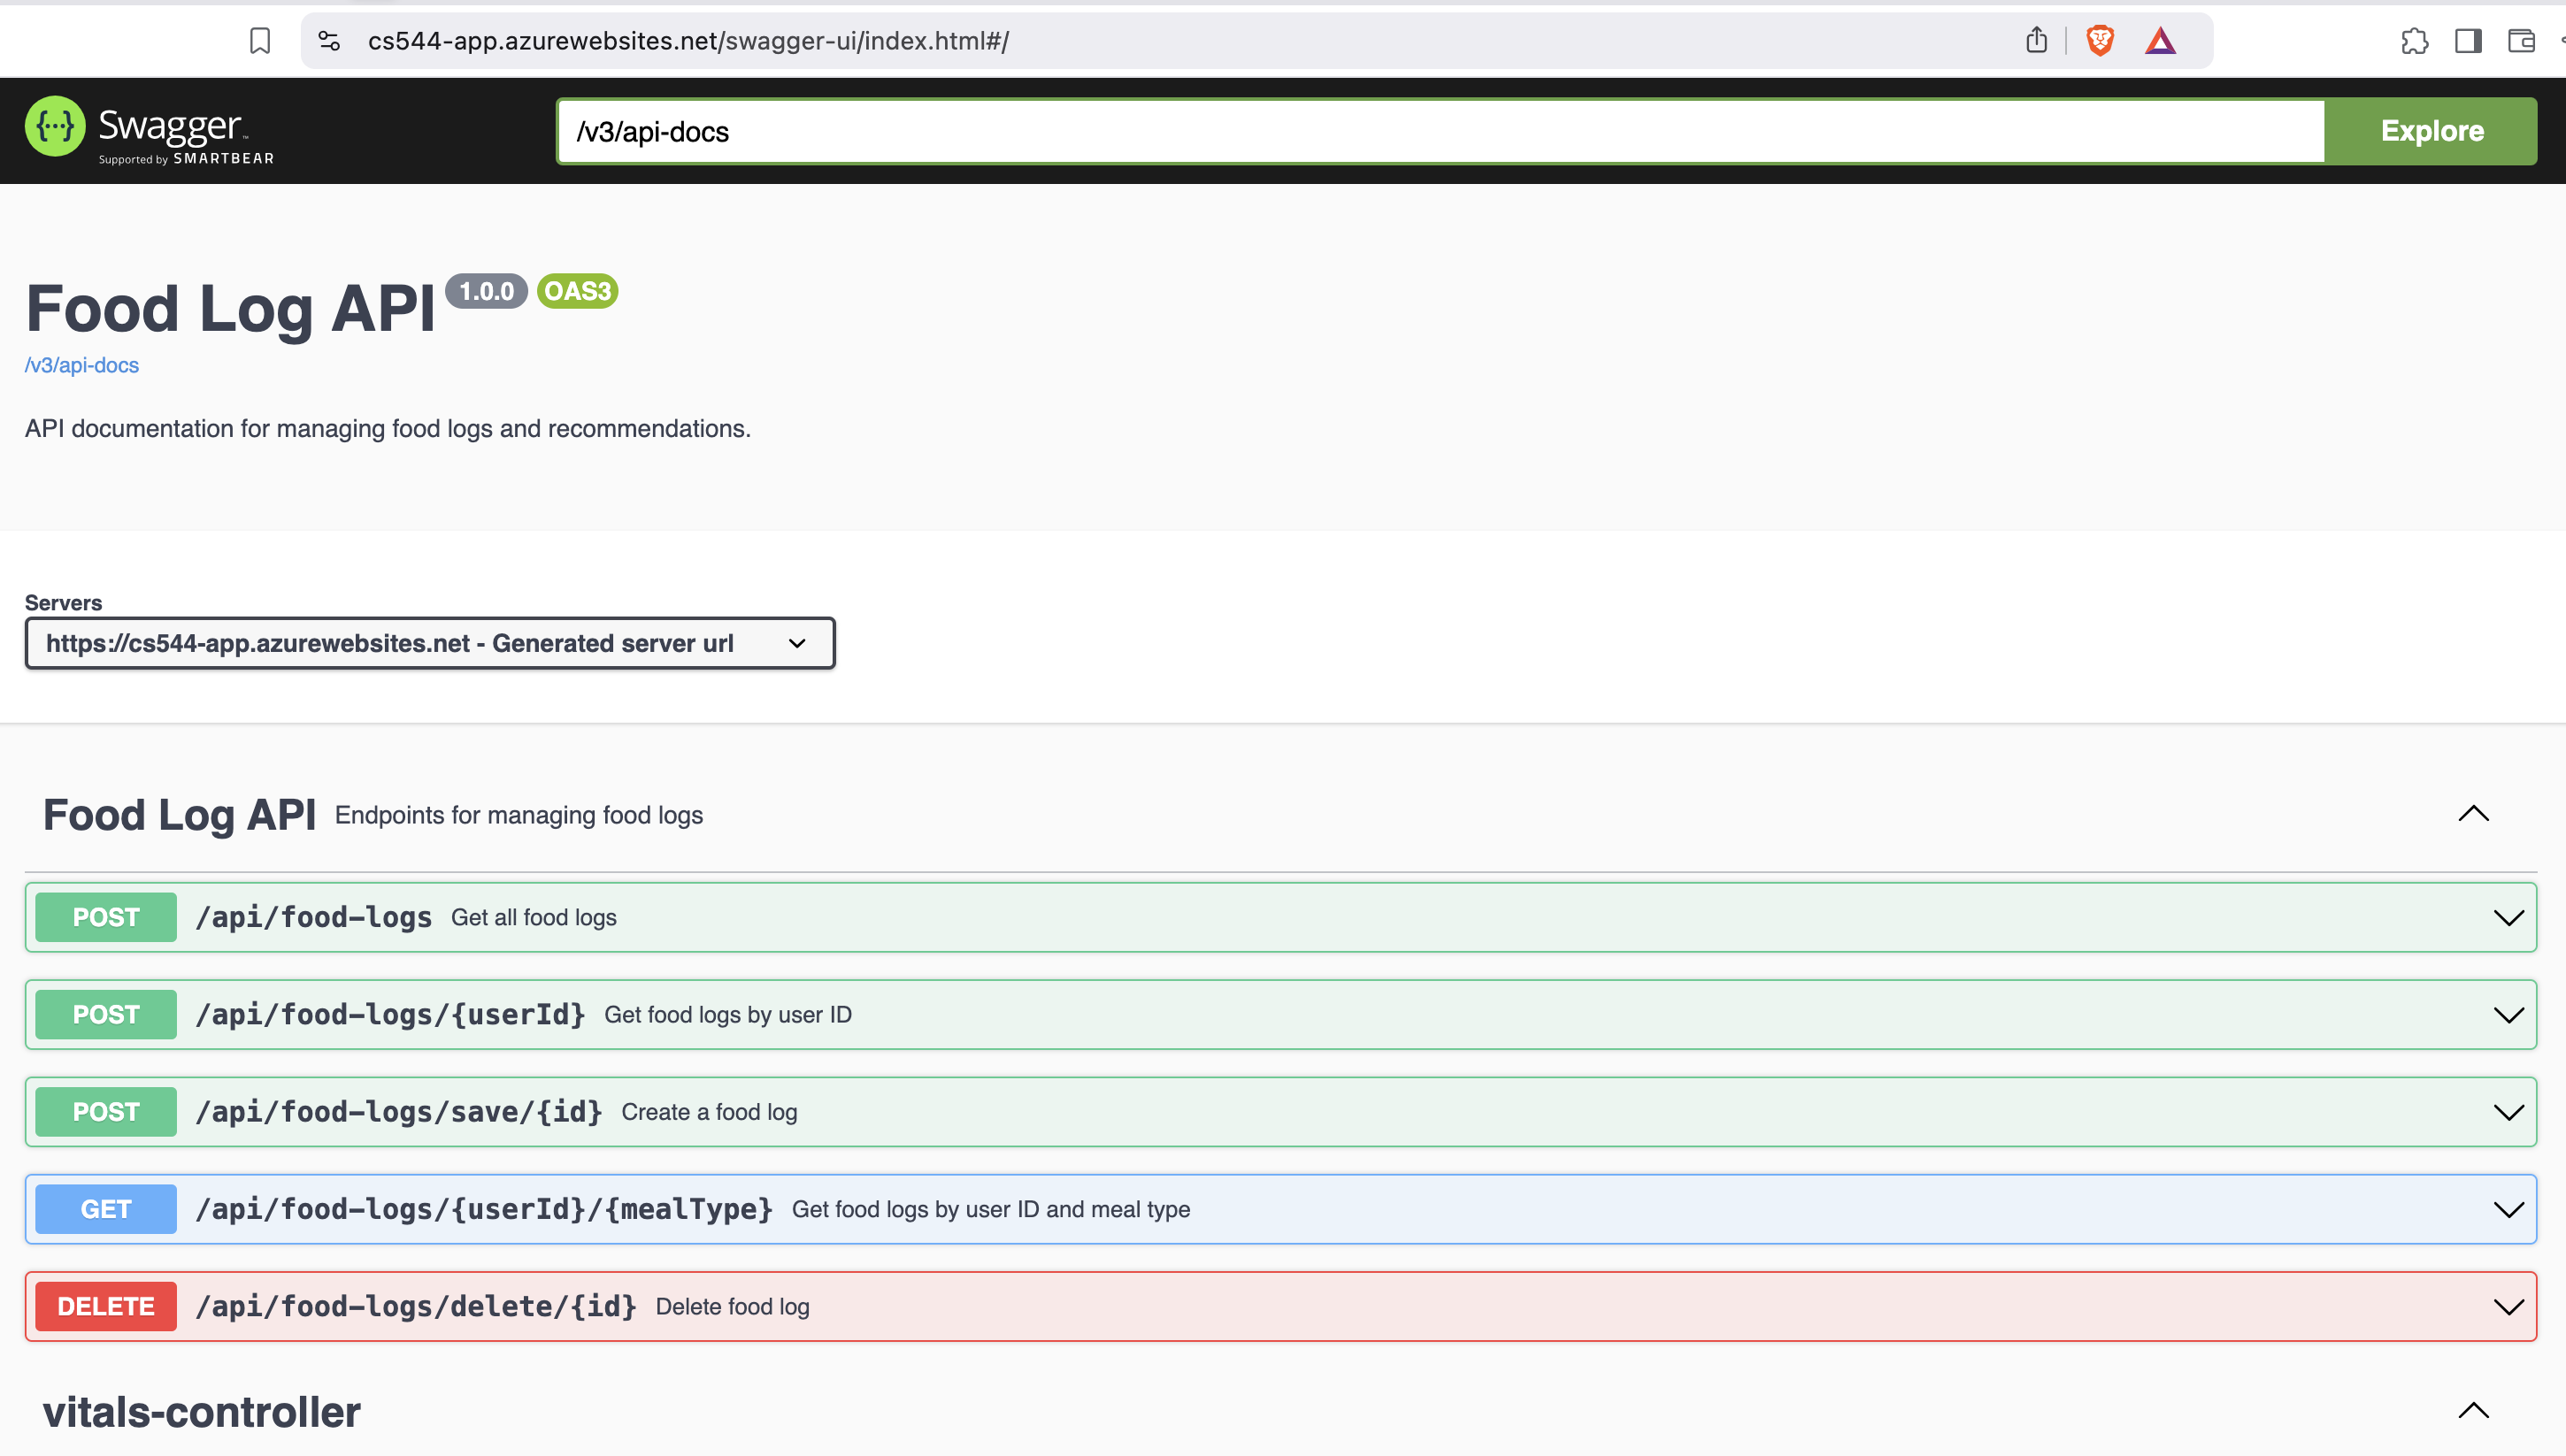 cs544-app.azurewebsites.net/swagger-ui/index.html#/
{···} Swagger™
Supported by SMARTBEAR
/v3/api-docs
Explore
Food Log API 1.0.0 OAS3
/v3/api-docs
API documentation for managing food logs and recommendations.
Servers
https://cs544-app.azurewebsites.net - Generated server url
Food Log API Endpoints for managing food logs
POST /api/food-logs Get all food logs
POST /api/food-logs/{userId} Get food logs by user ID
POST /api/food-logs/save/{id} Create a food log
GET /api/food-logs/{userId}/{mealType} Get food logs by user ID and meal type
DELETE /api/food-logs/delete/{id} Delete food log
vitals-controller